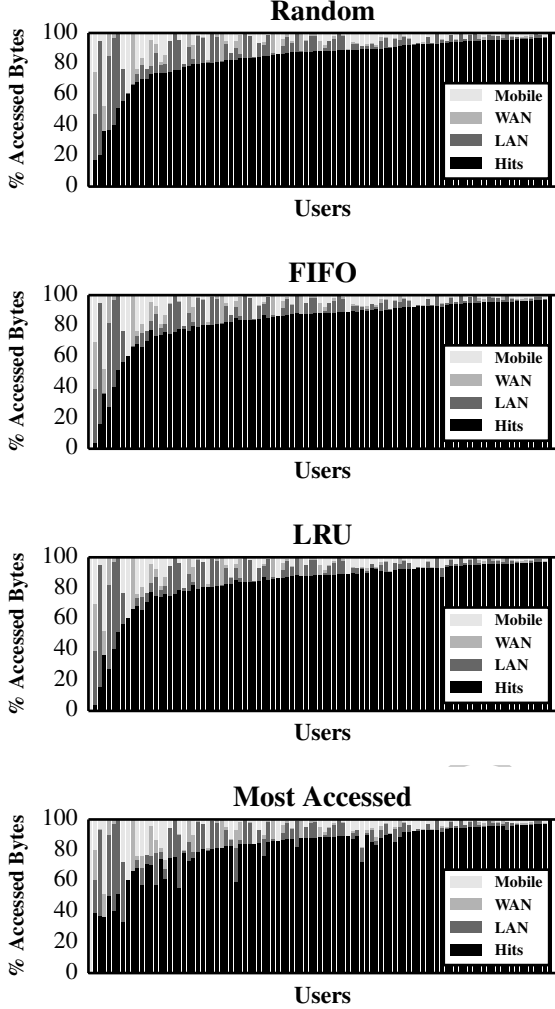 Random
% Accessed Bytes
100
80
60
40
20
0
Mobile
WAN
LAN
Hits
Users
FIFO
% Accessed Bytes
100
80
60
40
20
0
Mobile
WAN
LAN
Hits
Users
LRU
% Accessed Bytes
100
80
60
40
20
0
Mobile
WAN
LAN
Hits
Users
Most Accessed
% Accessed Bytes
100
80
60
40
20
0
Mobile
WAN
LAN
Hits
Users